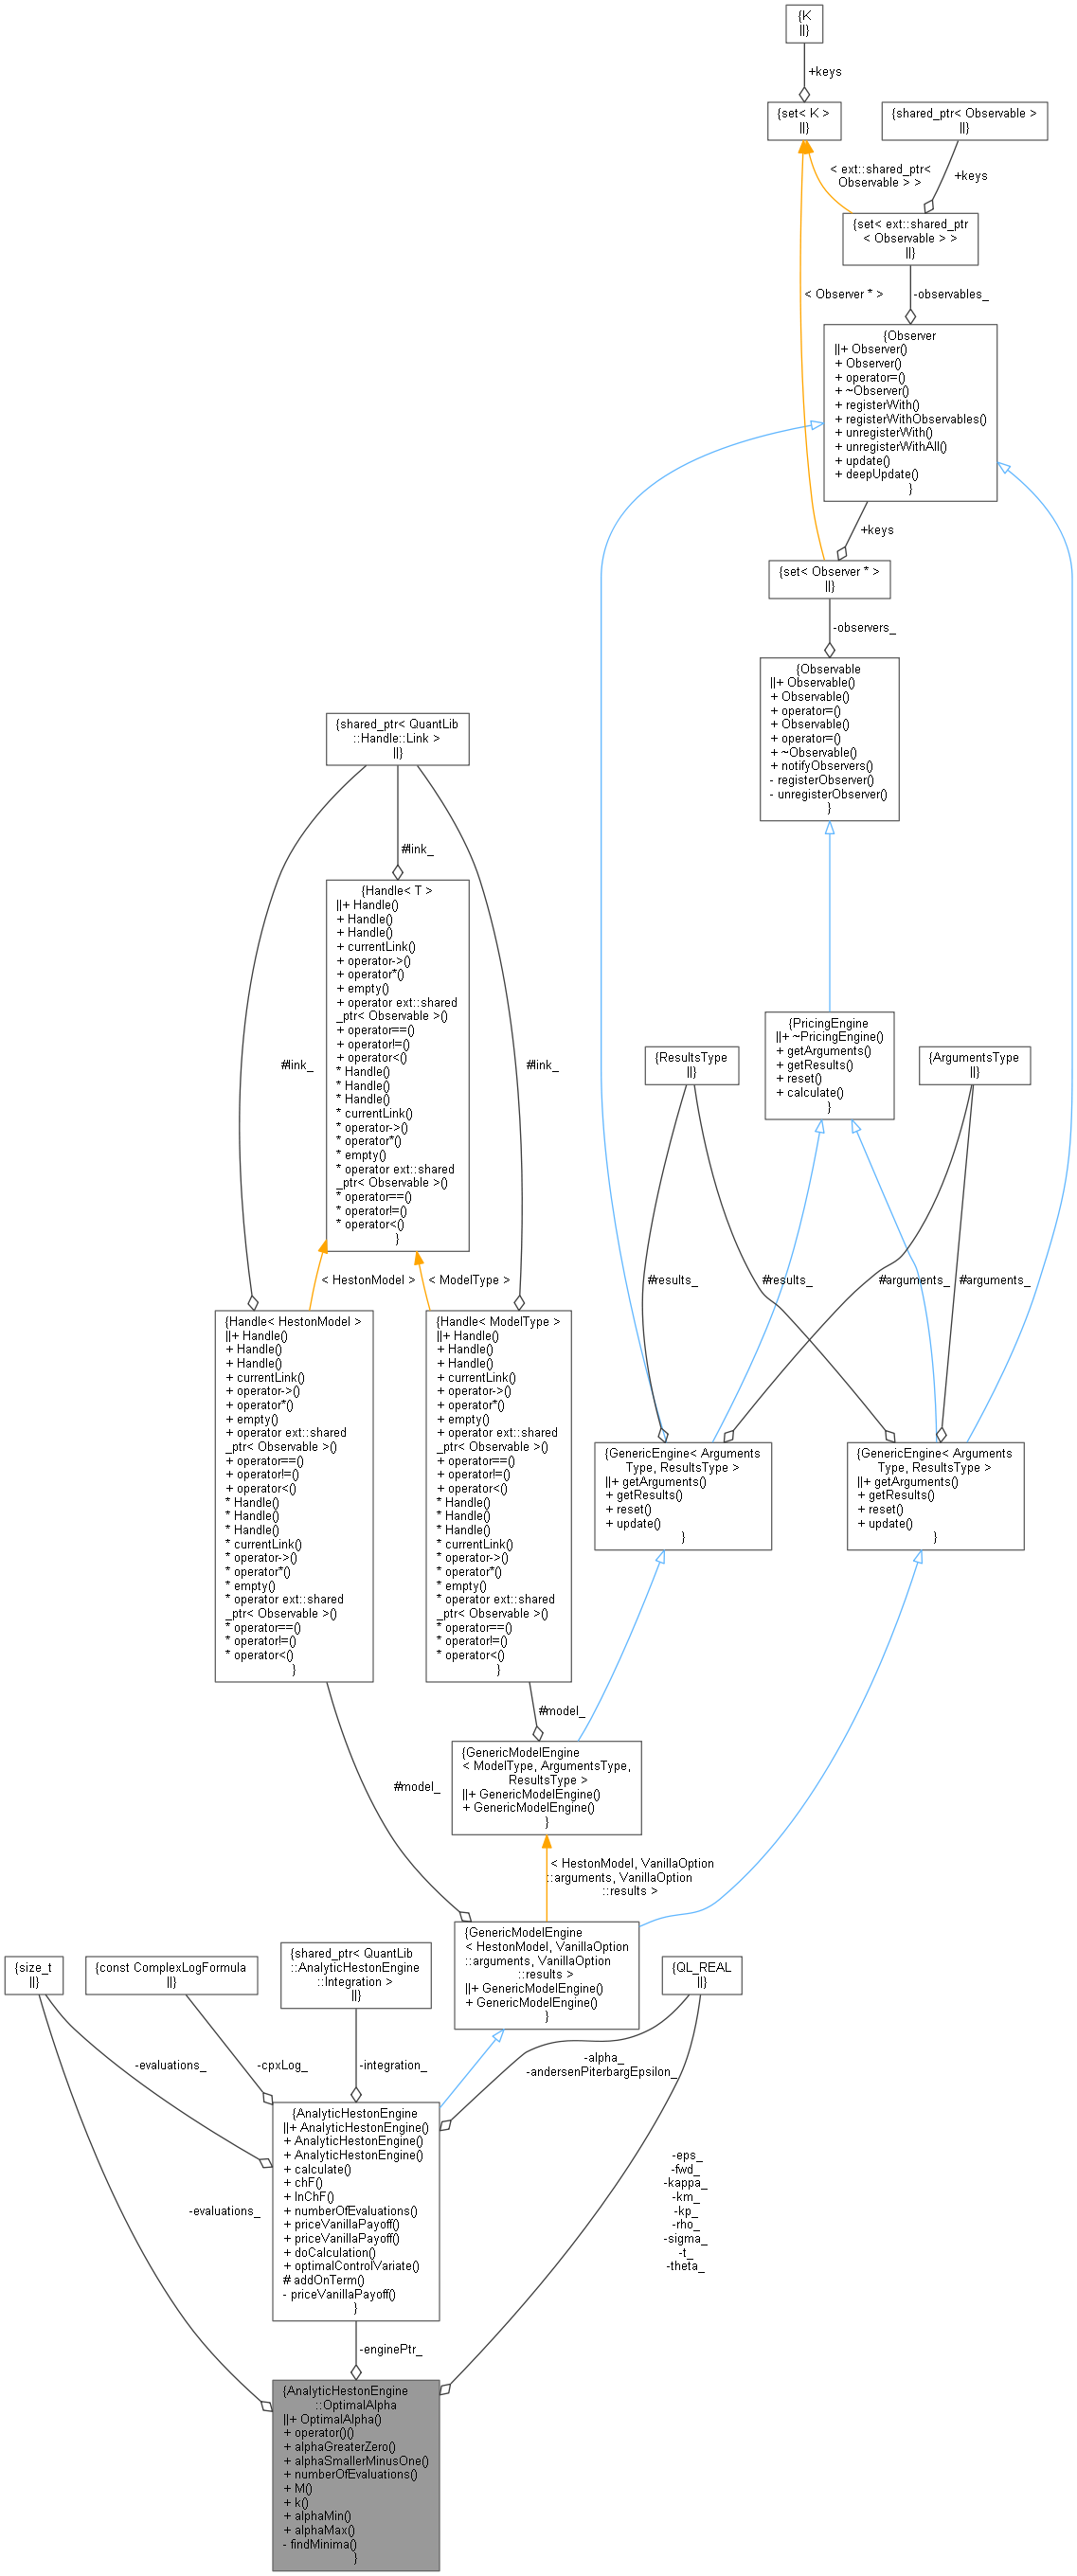 {K
||}
+keys
{set< K >
||}
{shared_ptr< Observable >
||}
< ext::shared_ptr<
Observable > >
+keys
{set< ext::shared_ptr
< Observable > >
||}
< Observer * >
-observables_
{Observer
||+ Observer()
+ Observer()
+ operator=()
+ ~Observer()
+ registerWith()
+ registerWithObservables()
+ unregisterWith()
+ unregisterWithAll()
+ update()
+ deepUpdate()
}
+keys
{set< Observer * >
||}
-observers_
{Observable
||+ Observable()
+ Observable()
+ operator=()
+ Observable()
+ operator=()
+ ~Observable()
+ notifyObservers()
- registerObserver()
- unregisterObserver()
}
{shared_ptr< QuantLib
::Handle::Link >
||}
#link_
{Handle< T >
||+ Handle()
+ Handle()
+ Handle()
+ currentLink()
+ operator->()
+ operator*()
+ empty()
+ operator ext::shared
_ptr< Observable >()
+ operator==()
+ operator!=()
+ operator<()
* Handle()
* Handle()
* Handle()
* currentLink()
* operator->()
* operator*()
* empty()
* operator ext::shared
_ptr< Observable >()
* operator==()
* operator!=()
* operator<()
}
#link_
#link_
{PricingEngine
||+ ~PricingEngine()
+ getArguments()
+ getResults()
+ reset()
+ calculate()
}
{ResultsType
||}
{ArgumentsType
||}
< HestonModel >
< ModelType >
#results_
#results_
#arguments_
#arguments_
{Handle< HestonModel >
||+ Handle()
+ Handle()
+ Handle()
+ currentLink()
+ operator->()
+ operator*()
+ empty()
+ operator ext::shared
_ptr< Observable >()
+ operator==()
+ operator!=()
+ operator<()
* Handle()
* Handle()
* Handle()
* currentLink()
* operator->()
* operator*()
* empty()
* operator ext::shared
_ptr< Observable >()
* operator==()
* operator!=()
* operator<()
}
{Handle< ModelType >
||+ Handle()
+ Handle()
+ Handle()
+ currentLink()
+ operator->()
+ operator*()
+ empty()
+ operator ext::shared
_ptr< Observable >()
+ operator==()
+ operator!=()
+ operator<()
* Handle()
* Handle()
* Handle()
* currentLink()
* operator->()
* operator*()
* empty()
* operator ext::shared
_ptr< Observable >()
* operator==()
* operator!=()
* operator<()
}
{GenericEngine< Arguments
Type, ResultsType >
||+ getArguments()
+ getResults()
+ reset()
+ update()
}
{GenericEngine< Arguments
Type, ResultsType >
||+ getArguments()
+ getResults()
+ reset()
+ update()
}
#model_
{GenericModelEngine
< ModelType, ArgumentsType,
ResultsType >
||+ GenericModelEngine()
+ GenericModelEngine()
}
#model_
< HestonModel, VanillaOption
::arguments, VanillaOption
::results >
{GenericModelEngine
< HestonModel, VanillaOption
::arguments, VanillaOption
::results >
||+ GenericModelEngine()
+ GenericModelEngine()
}
{size_t
||}
{const ComplexLogFormula
||}
{shared_ptr< QuantLib
::AnalyticHestonEngine
::Integration >
||}
{QL_REAL
||}
-evaluations_
-cpxLog_
-integration_
-alpha_
-andersenPiterbargEpsilon_
{AnalyticHestonEngine
||+ AnalyticHestonEngine()
+ AnalyticHestonEngine()
+ AnalyticHestonEngine()
+ calculate()
+ chF()
+ lnChF()
+ numberOfEvaluations()
+ priceVanillaPayoff()
+ priceVanillaPayoff()
+ doCalculation()
+ optimalControlVariate()
# addOnTerm()
- priceVanillaPayoff()
}
-evaluations_
-eps_
-fwd_
-kappa_
-km_
-kp_
-rho_
-sigma_
-t_
-theta_
-enginePtr_
{AnalyticHestonEngine
::OptimalAlpha
||+ OptimalAlpha()
+ operator()()
+ alphaGreaterZero()
+ alphaSmallerMinusOne()
+ numberOfEvaluations()
+ M()
+ k()
+ alphaMin()
+ alphaMax()
- findMinima()
}